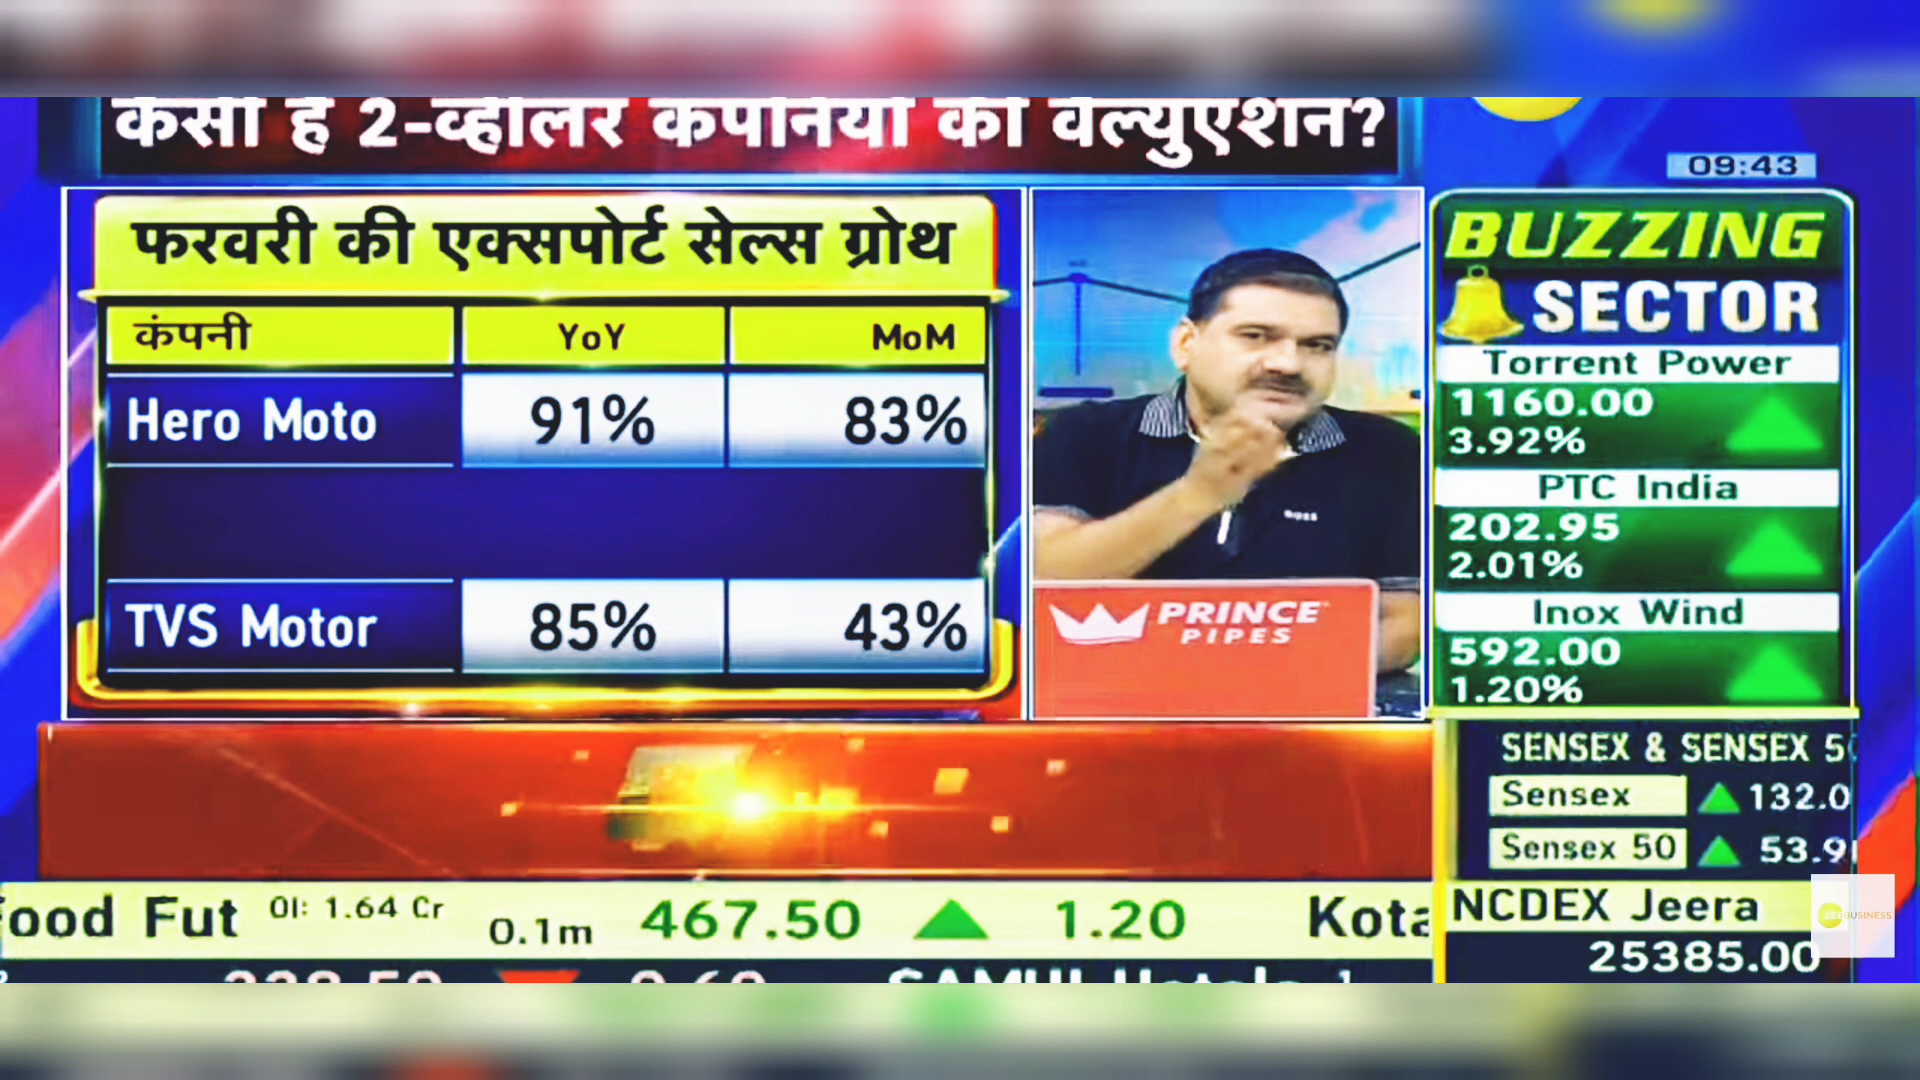 कैसी है 2-व्हीलर कंपनियों की वैल्युएशन?
09:43
फरवरी की एक्सपोर्ट सेल्स ग्रोथ
कंपनी YoY MoM
Hero Moto 91% 83%
TVS Motor 85% 43%
BOSS
PRINCE
PIPES
BUZZING
SECTOR
Torrent Power
1160.00
3.92%
PTC India
202.95
2.01%
Inox Wind
592.00
1.20%
SENSEX & SENSEX 5
Sensex 132.0
Sensex 50 53.9
ood Fut OI: 1.64 Cr 0.1m 467.50 1.20 Kota
NCDEX Jeera
25385.00
ZEEBUSINESS